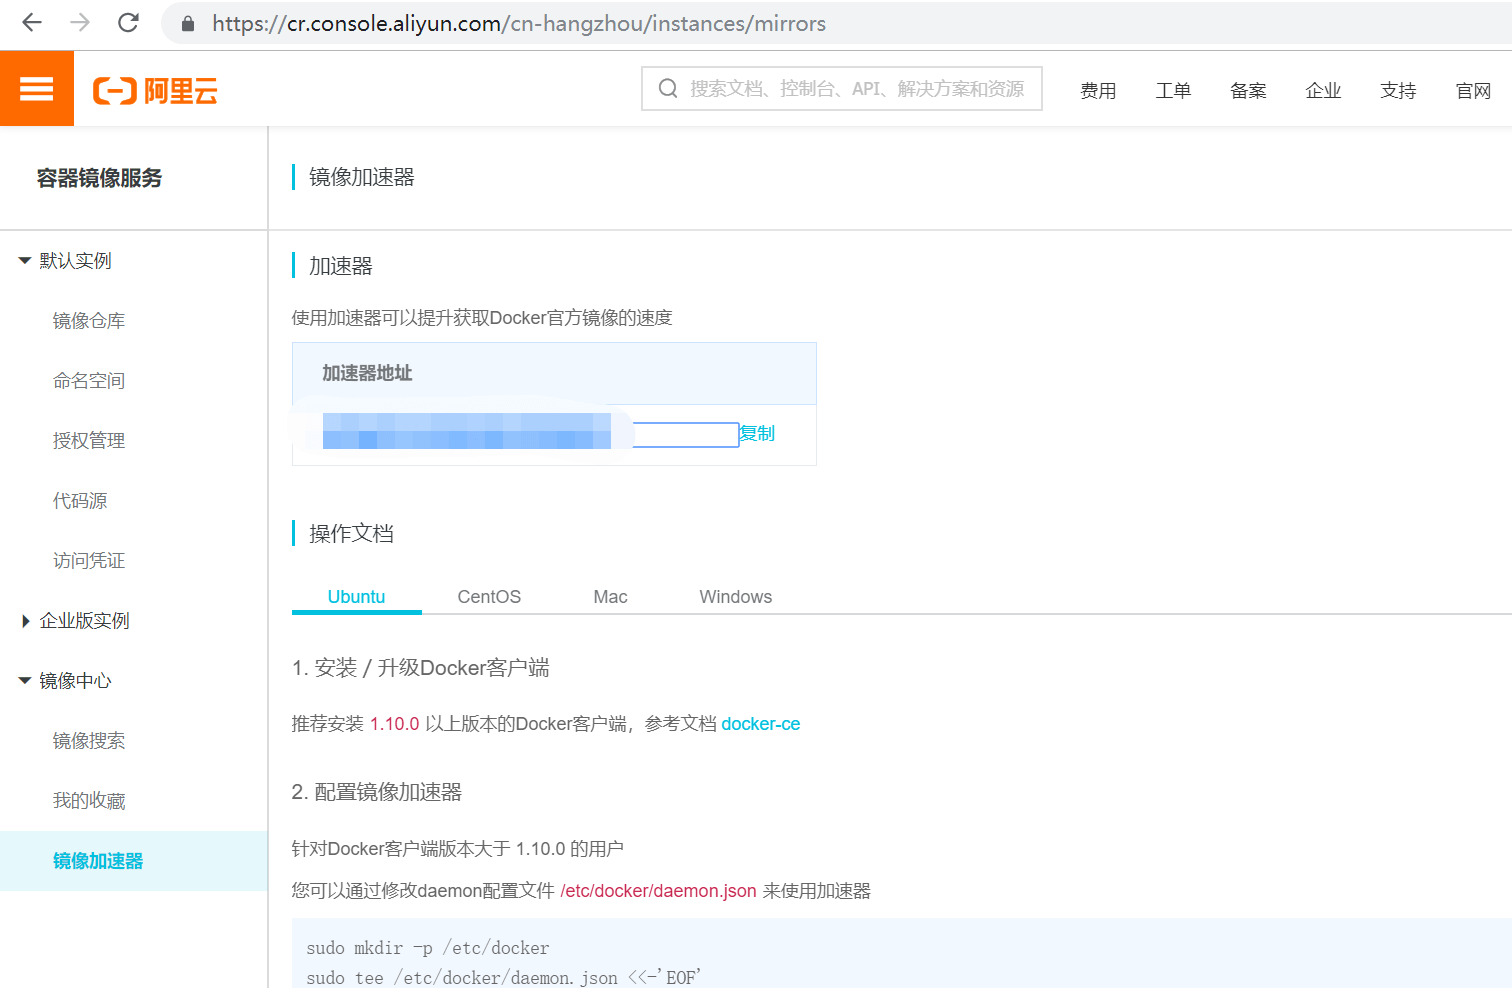 https://cr.console.aliyun.com/cn-hangzhou/instances/mirrors
阿里云
搜索文档、控制台、API、解决方案和资源
费用 工单 备案 企业 支持 官网
容器镜像服务
镜像加速器
默认实例
镜像仓库
命名空间
授权管理
代码源
访问凭证
企业版实例
镜像中心
镜像搜索
我的收藏
镜像加速器
加速器
使用加速器可以提升获取Docker官方镜像的速度
加速器地址
复制
操作文档
Ubuntu CentOS Mac Windows
1. 安装 / 升级Docker客户端
推荐安装 1.10.0 以上版本的Docker客户端，参考文档 docker-ce
2. 配置镜像加速器
针对Docker客户端版本大于 1.10.0 的用户
您可以通过修改daemon配置文件 /etc/docker/daemon.json 来使用加速器
sudo mkdir -p /etc/docker
sudo tee /etc/docker/daemon.json <<-'EOF'